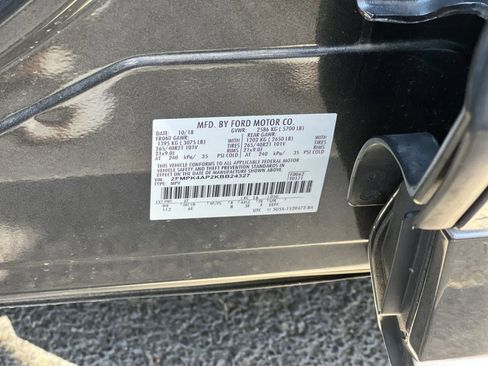 MFD. BY FORD MOTOR CO.
DATE: 10/18 GVWR: 2586 KG ( 5700 LB)
FRONT GAWR: REAR GAWR:
1395 KG ( 3075 LB) 1202 KG ( 2650 LB)
265/40R21 101V TIRES 265/40R21 101V
21x9.0J RIMS 21x9.0J
AT 240 kPa/ 35 PSI COLD AT 240 kPa/ 35 PSI COLD
THIS VEHICLE CONFORMS TO ALL APPLICABLE FEDERAL MOTOR
VEHICLE SAFETY AND BUMPER STANDARDS AND THEFT PREVENTION STANDARDS IN
EFFECT ON THE DATE OF MANUFACTURE SHOWN ABOVE.
VIN: 2FMPK4AP2KBB24327
TYPE: MPV